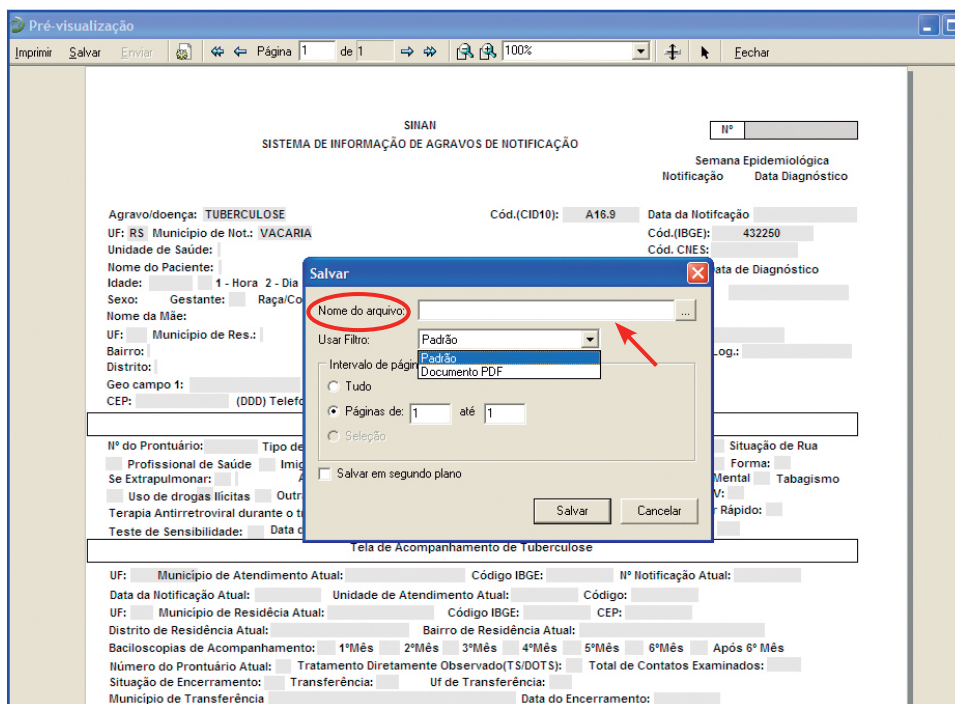 Pré-visualização
Imprimir Salvar Enviar Página 1 de 1 100% Fechar
SINAN
SISTEMA DE INFORMAÇÃO DE AGRAVOS DE NOTIFICAÇÃO
Nº
Semana Epidemiológica
Notificação Data Diagnóstico
Agravo/doença: TUBERCULOSE Cód.(CID10): A16.9 Data da Notifcação
UF: RS Município de Not.: VACARIA Cód.(IBGE): 432250
Unidade de Saúde: Cód. CNES:
Nome do Paciente: ata de Diagnóstico
Idade: 1 - Hora 2 - Dia
Sexo: Gestante: Raça/Co
Nome da Mãe:
UF: Município de Res.:
Bairro: Log.:
Distrito:
Geo campo 1:
CEP: (DDD) Telef
Salvar
Nome do arquivo: ...
Usar Filtro: Padrão
Padrão
Documento PDF
Intervalo de págin
Tudo
Páginas de: 1 até 1
Seleção
Salvar em segundo plano
Salvar Cancelar
Nº do Prontuário: Tipo de Situação de Rua
Profissional de Saúde Imig Forma:
Se Extrapulmonar: Mental Tabagismo
Uso de drogas Ilícitas Outr V:
Terapia Antirretroviral durante o t r Rápido:
Teste de Sensibilidade: Data d
Tela de Acompanhamento de Tuberculose
UF: Município de Atendimento Atual: Código IBGE: Nº Notificação Atual:
Data da Notificação Atual: Unidade de Atendimento Atual: Código:
UF: Município de Residêcia Atual: Código IBGE: CEP:
Distrito de Residência Atual: Bairro de Residência Atual:
Baciloscopias de Acompanhamento: 1ºMês 2ºMês 3ºMês 4ºMês 5ºMês 6ºMês Após 6º Mês
Número do Prontuário Atual: Tratamento Diretamente Observado(TS/DOTS): Total de Contatos Examinados:
Situação de Encerramento: Transferência: Uf de Transferência:
Município de Transferência Data do Encerramento: